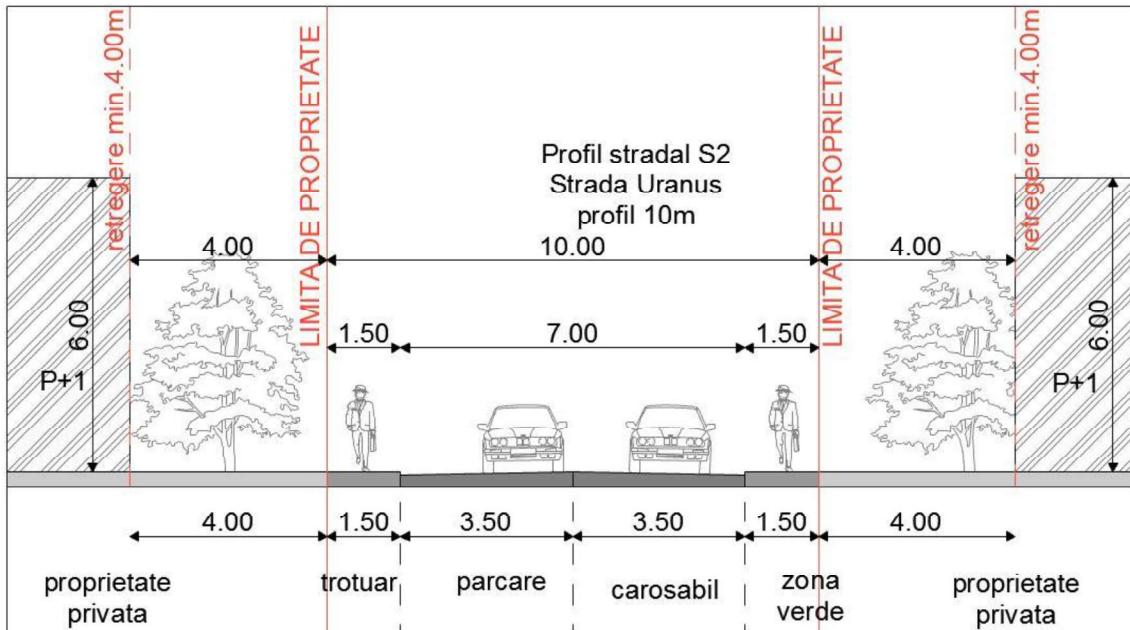 retregere min.4.00m
LIMITA DE PROPRIETATE
LIMITA DE PROPRIETATE
retregere min.4.00m
Profil stradal S2
Strada Uranus
profil 10m
4.00
10.00
4.00
6.00
6.00
1.50
7.00
1.50
P+1
P+1
4.00
1.50
3.50
3.50
1.50
4.00
proprietate
privata
trotuar
parcare
carosabil
zona
verde
proprietate
privata